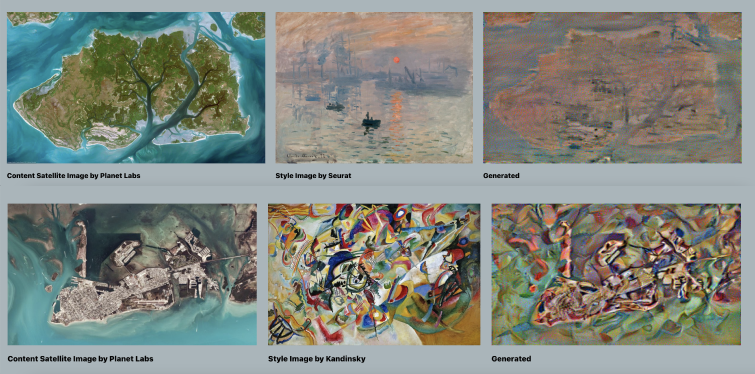 Content Satellite Image by Planet Labs
Style Image by Seurat
Generated
Content Satellite Image by Planet Labs
Style Image by Kandinsky
Generated